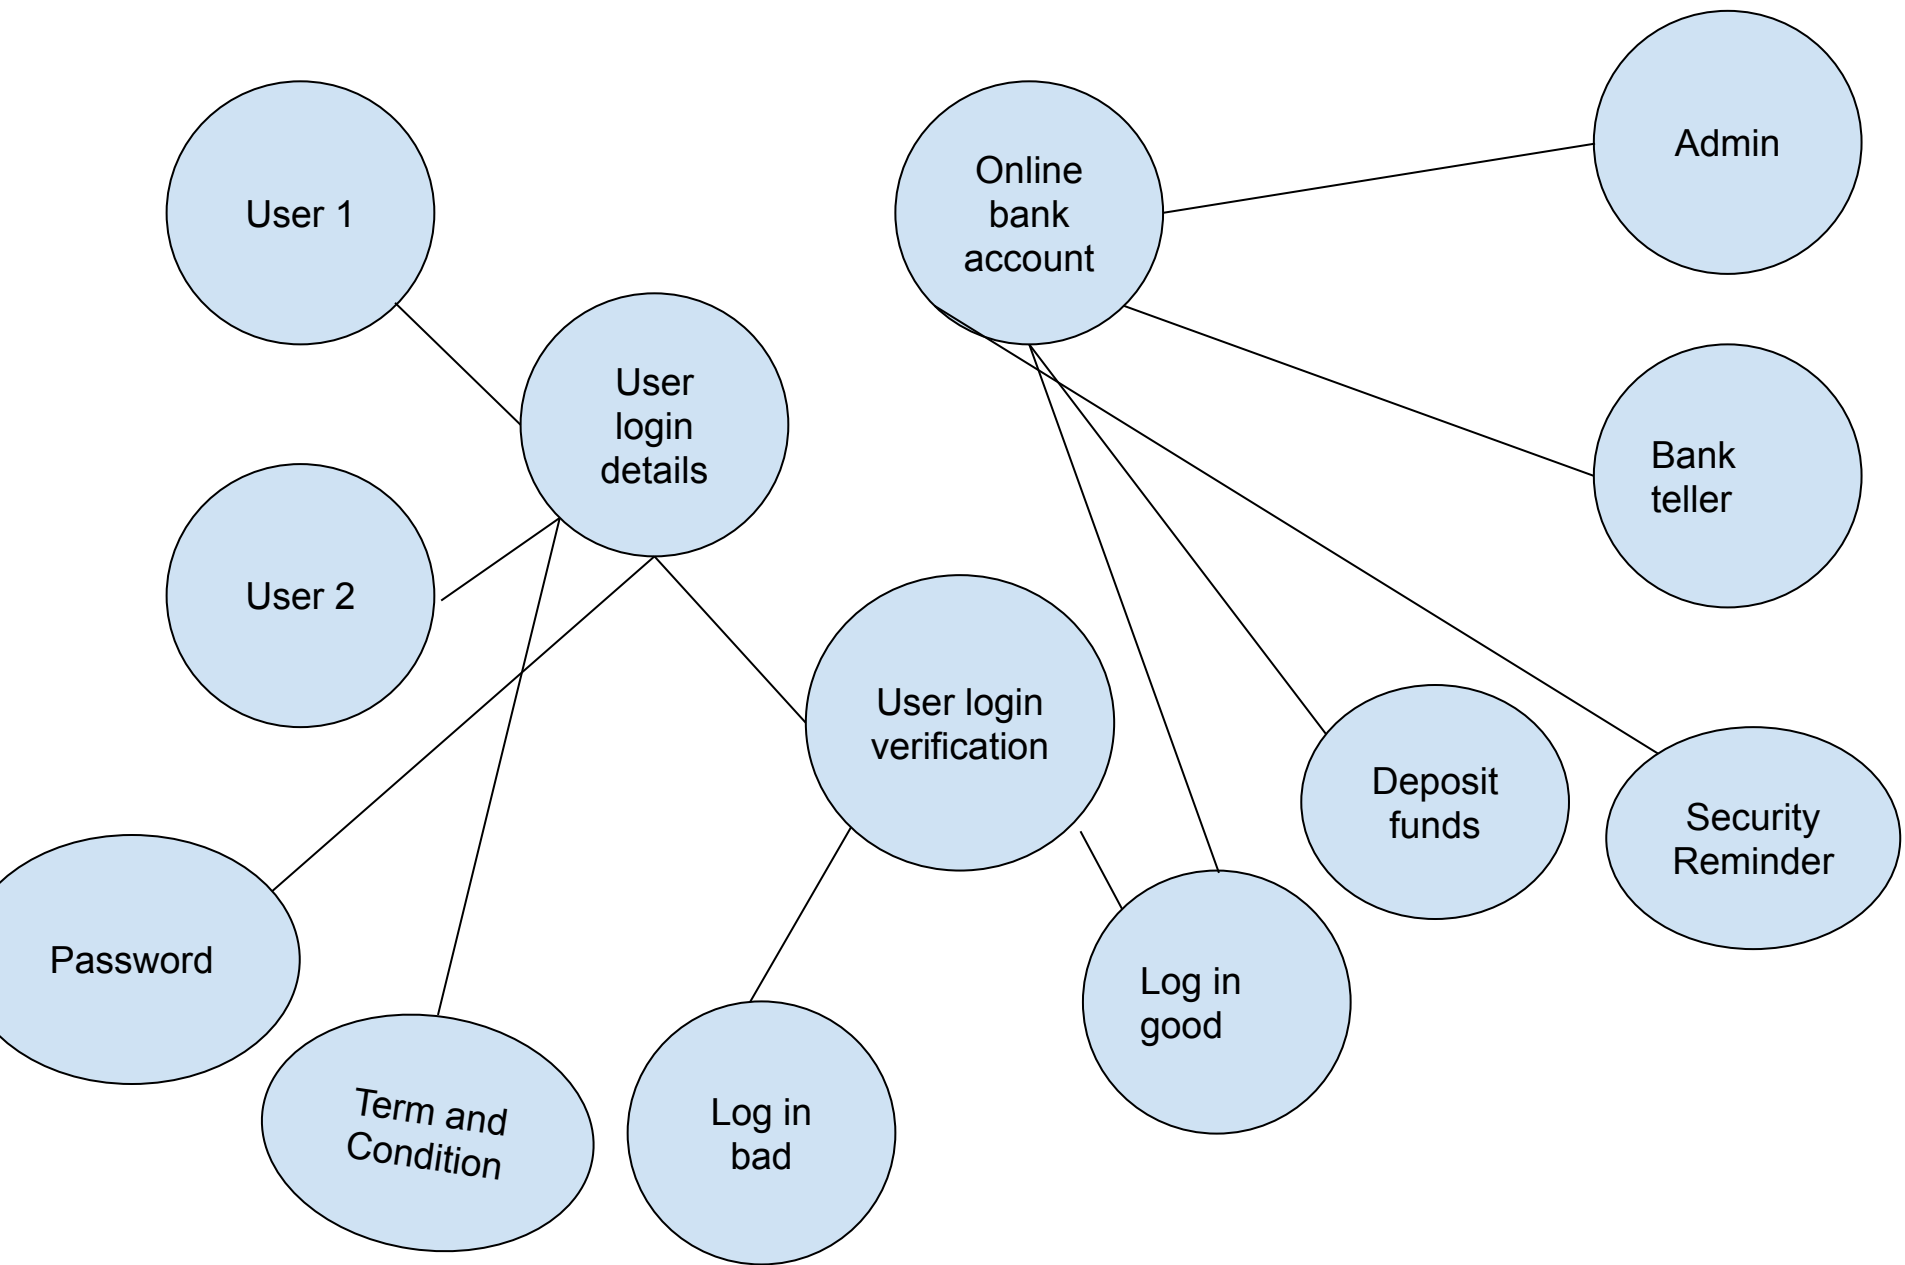 Admin
Online
bank
account
User 1
User
login
details
Bank
teller
User 2
User login
verification
Deposit
funds
Security
Reminder
Password
Log in
good
Term and
Condition
Log in
bad